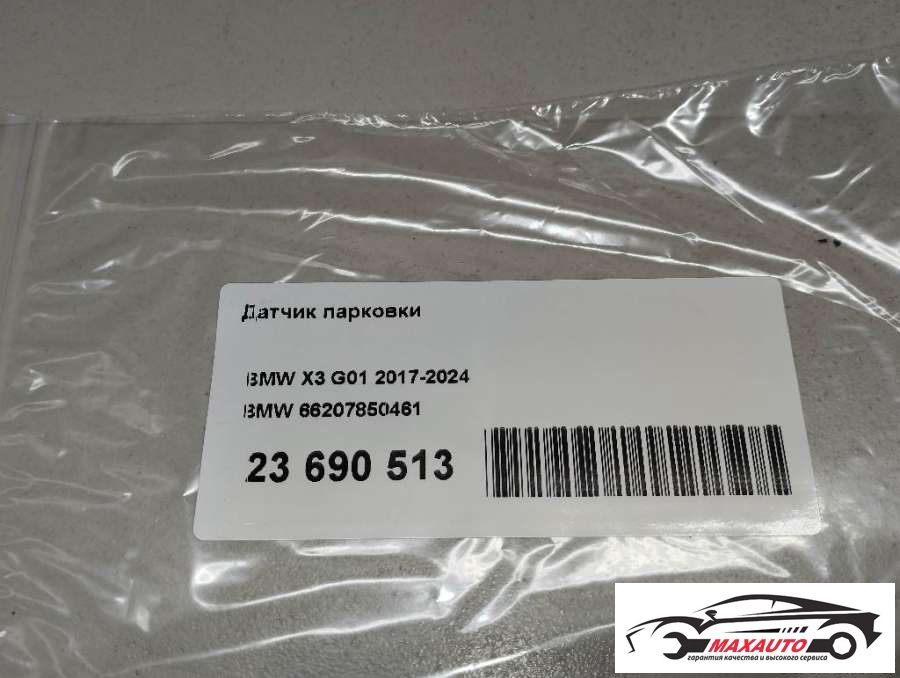 Датчик парковки
BMW X3 G01 2017-2024
BMW 66207850461
23 690 513
MAXAUTO
гарантия качества и высокого сервиса